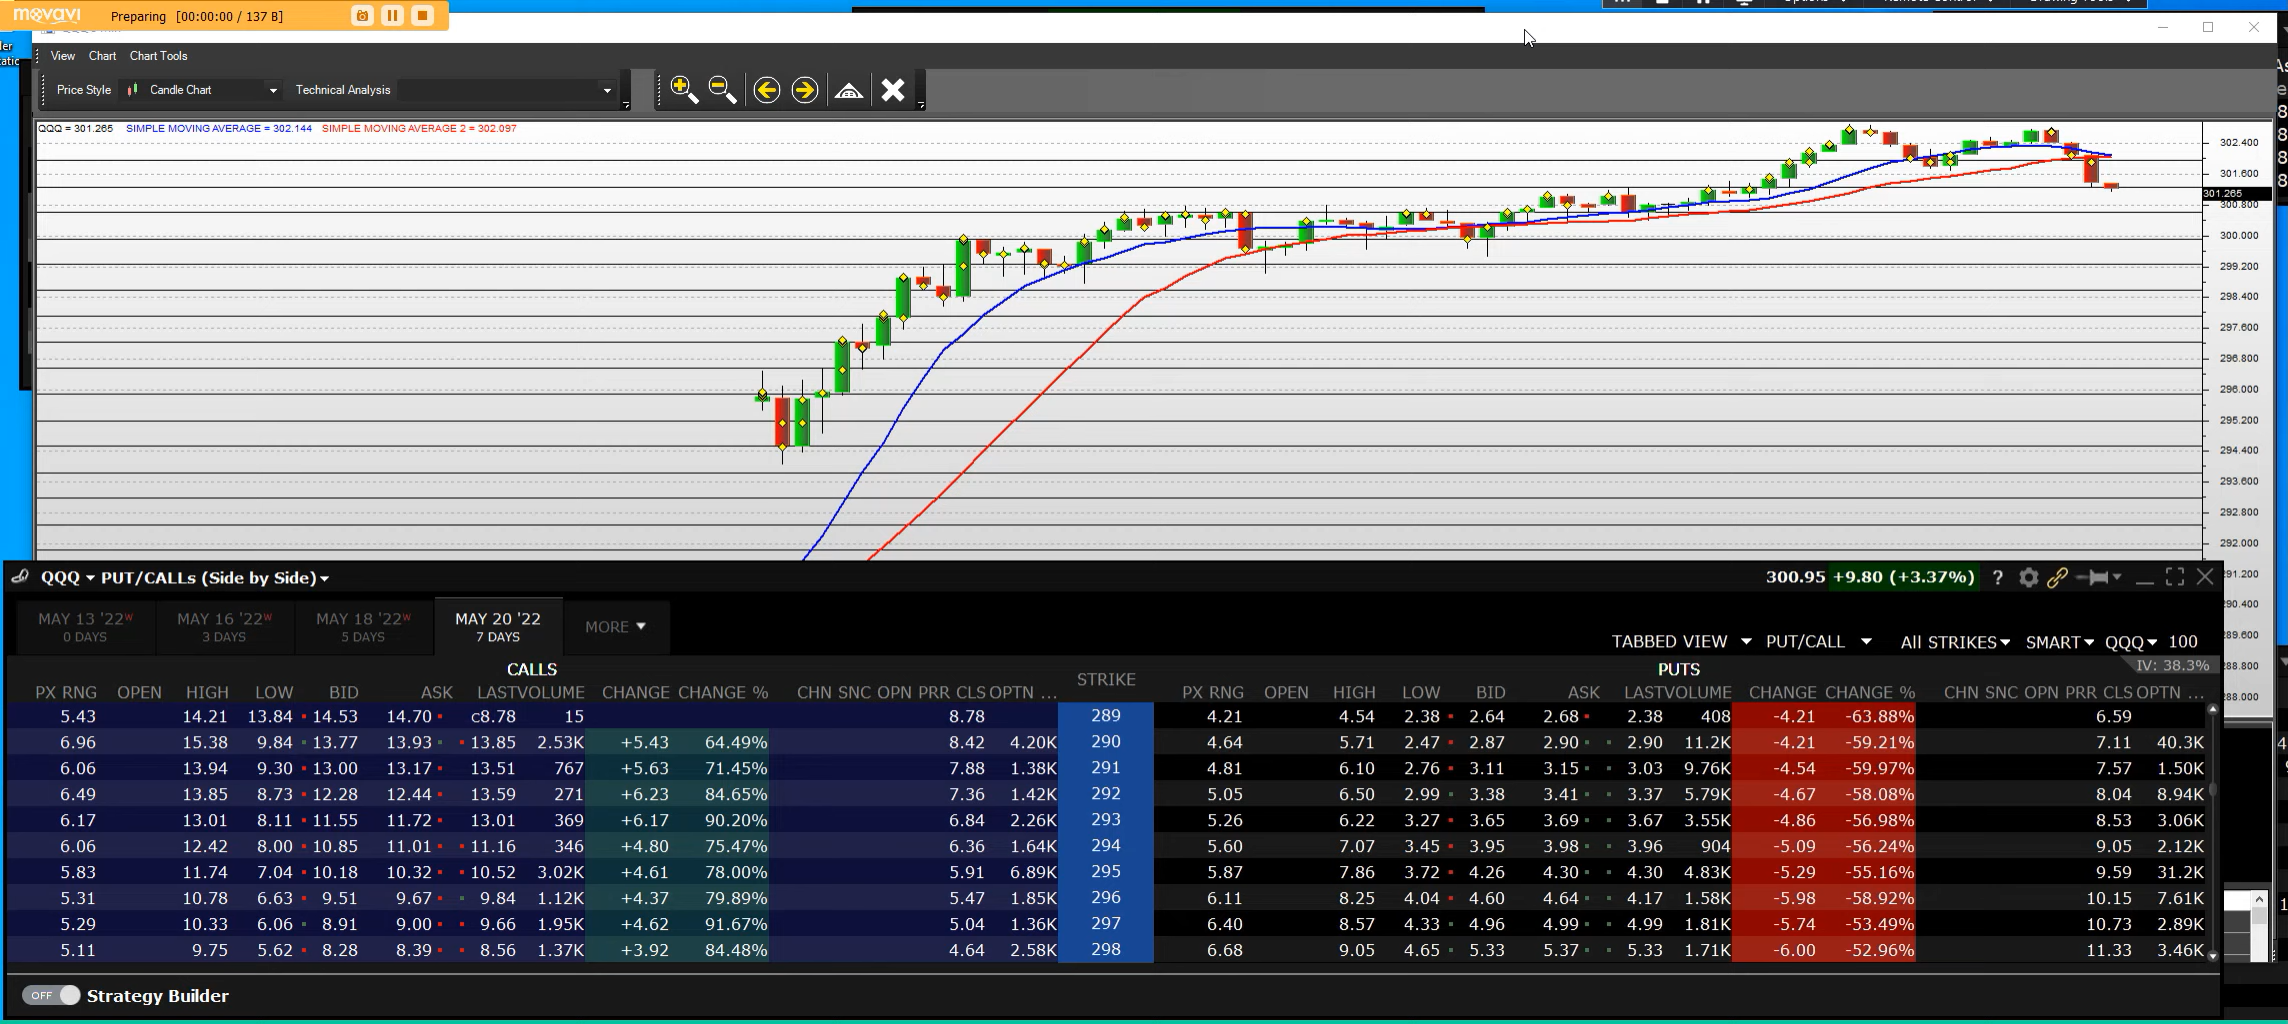 movavi Preparing [00:00:00 / 137 B]
View Chart Chart Tools
Price Style Candle Chart Technical Analysis
QQQ = 301.265 SIMPLE MOVING AVERAGE = 302.144 SIMPLE MOVING AVERAGE 2 = 302.097
302.400
301.600
301.265
300.800
300.000
299.200
298.400
297.600
296.800
296.000
295.200
294.400
293.600
292.800
292.000
291.200
QQQ PUT/CALLs (Side by Side) 300.95 +9.80 (+3.37%) ?
MAY 13 '22W MAY 16 '22W MAY 18 '22W MAY 20 '22 MORE
0 DAYS 3 DAYS 5 DAYS 7 DAYS
TABBED VIEW PUT/CALL All STRIKES SMART QQQ 100
IV: 38.3%
CALLS STRIKE PUTS
PX RNG OPEN HIGH LOW BID ASK LAST VOLUME CHANGE CHANGE % CHN SNC OPN PRR CLS OPTN ... PX RNG OPEN HIGH LOW BID ASK LAST VOLUME CHANGE CHANGE % CHN SNC OPN PRR CLS OPTN ...
5.43 14.21 13.84 14.53 14.70 C8.78 15 8.78 289 4.21 4.54 2.38 2.64 2.68 2.38 408 -4.21 -63.88% 6.59
6.96 15.38 9.84 13.77 13.93 13.85 2.53K +5.43 64.49% 8.42 4.20K 290 4.64 5.71 2.47 2.87 2.90 2.90 11.2K -4.21 -59.21% 7.11 40.3K
6.06 13.94 9.30 13.00 13.17 13.51 767 +5.63 71.45% 7.88 1.38K 291 4.81 6.10 2.76 3.11 3.15 3.03 9.76K -4.54 -59.97% 7.57 1.50K
6.49 13.85 8.73 12.28 12.44 13.59 271 +6.23 84.65% 7.36 1.42K 292 5.05 6.50 2.99 3.38 3.41 3.37 5.79K -4.67 -58.08% 8.04 8.94K
6.17 13.01 8.11 11.55 11.72 13.01 369 +6.17 90.20% 6.84 2.26K 293 5.26 6.22 3.27 3.65 3.69 3.67 3.55K -4.86 -56.98% 8.53 3.06K
6.06 12.42 8.00 10.85 11.01 11.16 346 +4.80 75.47% 6.36 1.64K 294 5.60 7.07 3.45 3.95 3.98 3.96 904 -5.09 -56.24% 9.05 2.12K
5.83 11.74 7.04 10.18 10.32 10.52 3.02K +4.61 78.00% 5.91 6.89K 295 5.87 7.86 3.72 4.26 4.30 4.30 4.83K -5.29 -55.16% 9.59 31.2K
5.31 10.78 6.63 9.51 9.67 9.84 1.12K +4.37 79.89% 5.47 1.85K 296 6.11 8.25 4.04 4.60 4.64 4.17 1.58K -5.98 -58.92% 10.15 7.61K
5.29 10.33 6.06 8.91 9.00 9.66 1.95K +4.62 91.67% 5.04 1.36K 297 6.40 8.57 4.33 4.96 4.99 4.99 1.81K -5.74 -53.49% 10.73 2.89K
5.11 9.75 5.62 8.28 8.39 8.56 1.37K +3.92 84.48% 4.64 2.58K 298 6.68 9.05 4.65 5.33 5.37 5.33 1.71K -6.00 -52.96% 11.33 3.46K
OFF Strategy Builder